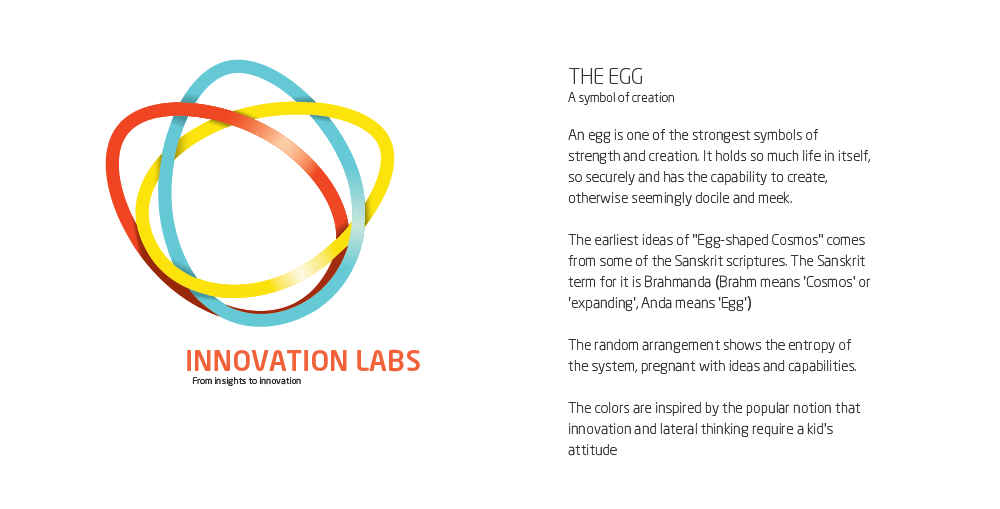 INNOVATION LABS
From insights to innovation
THE EGG
A symbol of creation
An egg is one of the strongest symbols of
strength and creation. It holds so much life in itself,
so securely and has the capability to create,
otherwise seemingly docile and meek.
The earliest ideas of "Egg-shaped Cosmos" comes
from some of the Sanskrit scriptures. The Sanskrit
term for it is Brahmanda (Brahm means 'Cosmos' or
'expanding', Anda means 'Egg')
The random arrangement shows the entropy of
the system, pregnant with ideas and capabilities.
The colors are inspired by the popular notion that
innovation and lateral thinking require a kid's
attitude